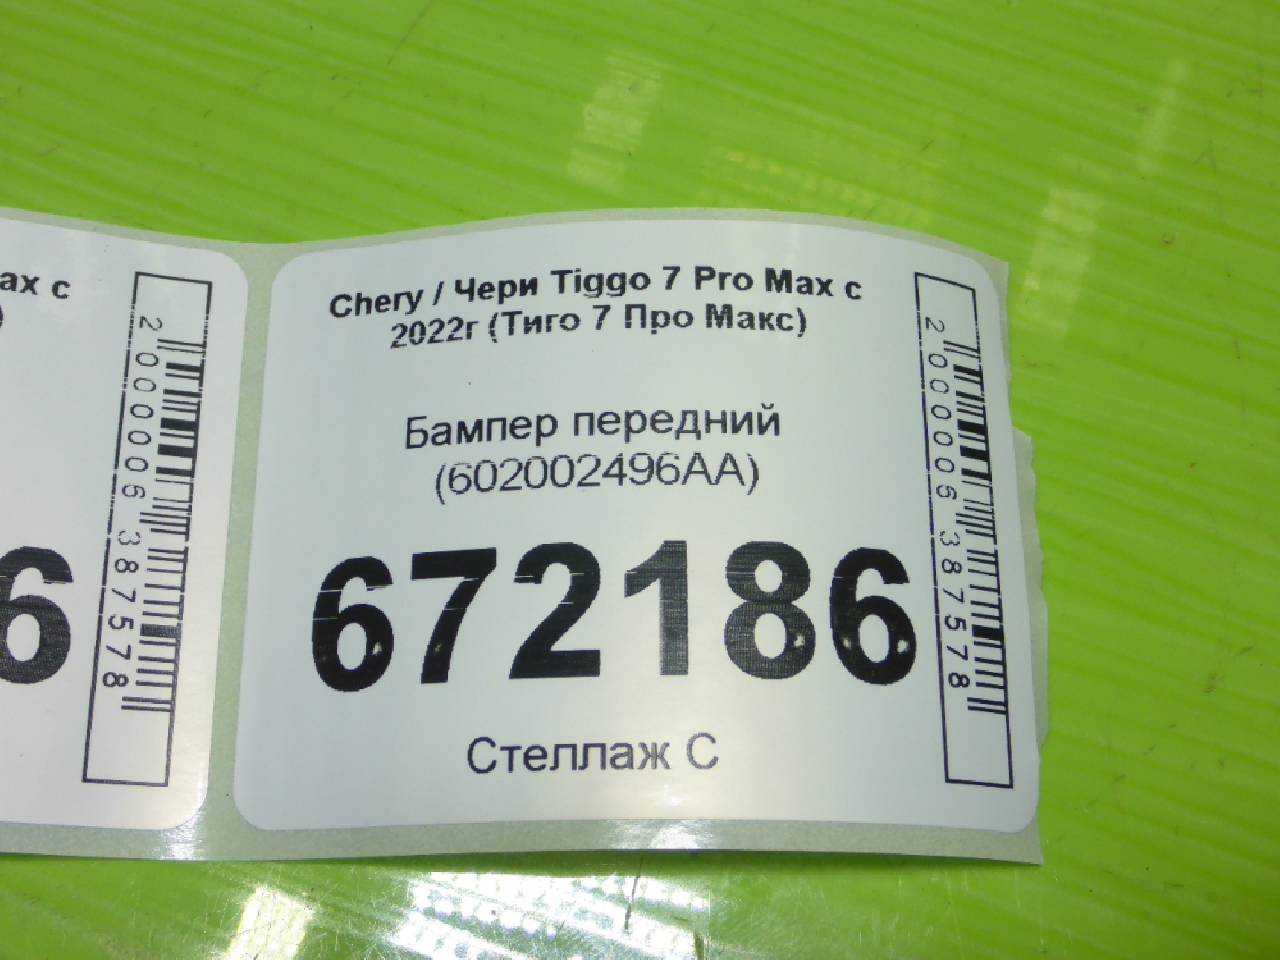 ax с
)
6
2000006387578
Chery / Чери Tiggo 7 Pro Max с
2022г (Тиго 7 Про Макс)
Бампер передний
(602002496AA)
672186
Стеллаж С
2000006387578